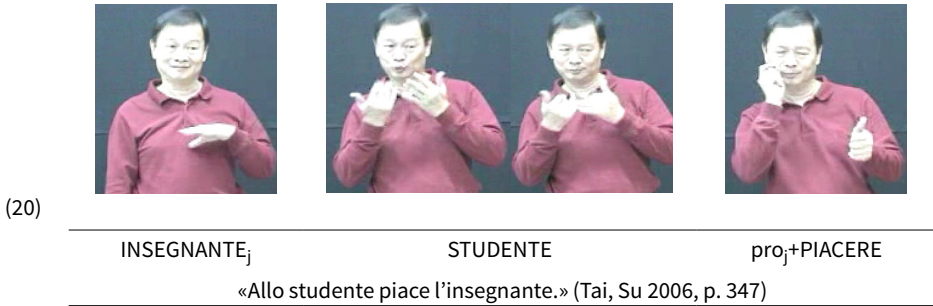 (20)
INSEGNANTEj STUDENTE proj+PIACERE
«Allo studente piace l’insegnante.» (Tai, Su 2006, p. 347)